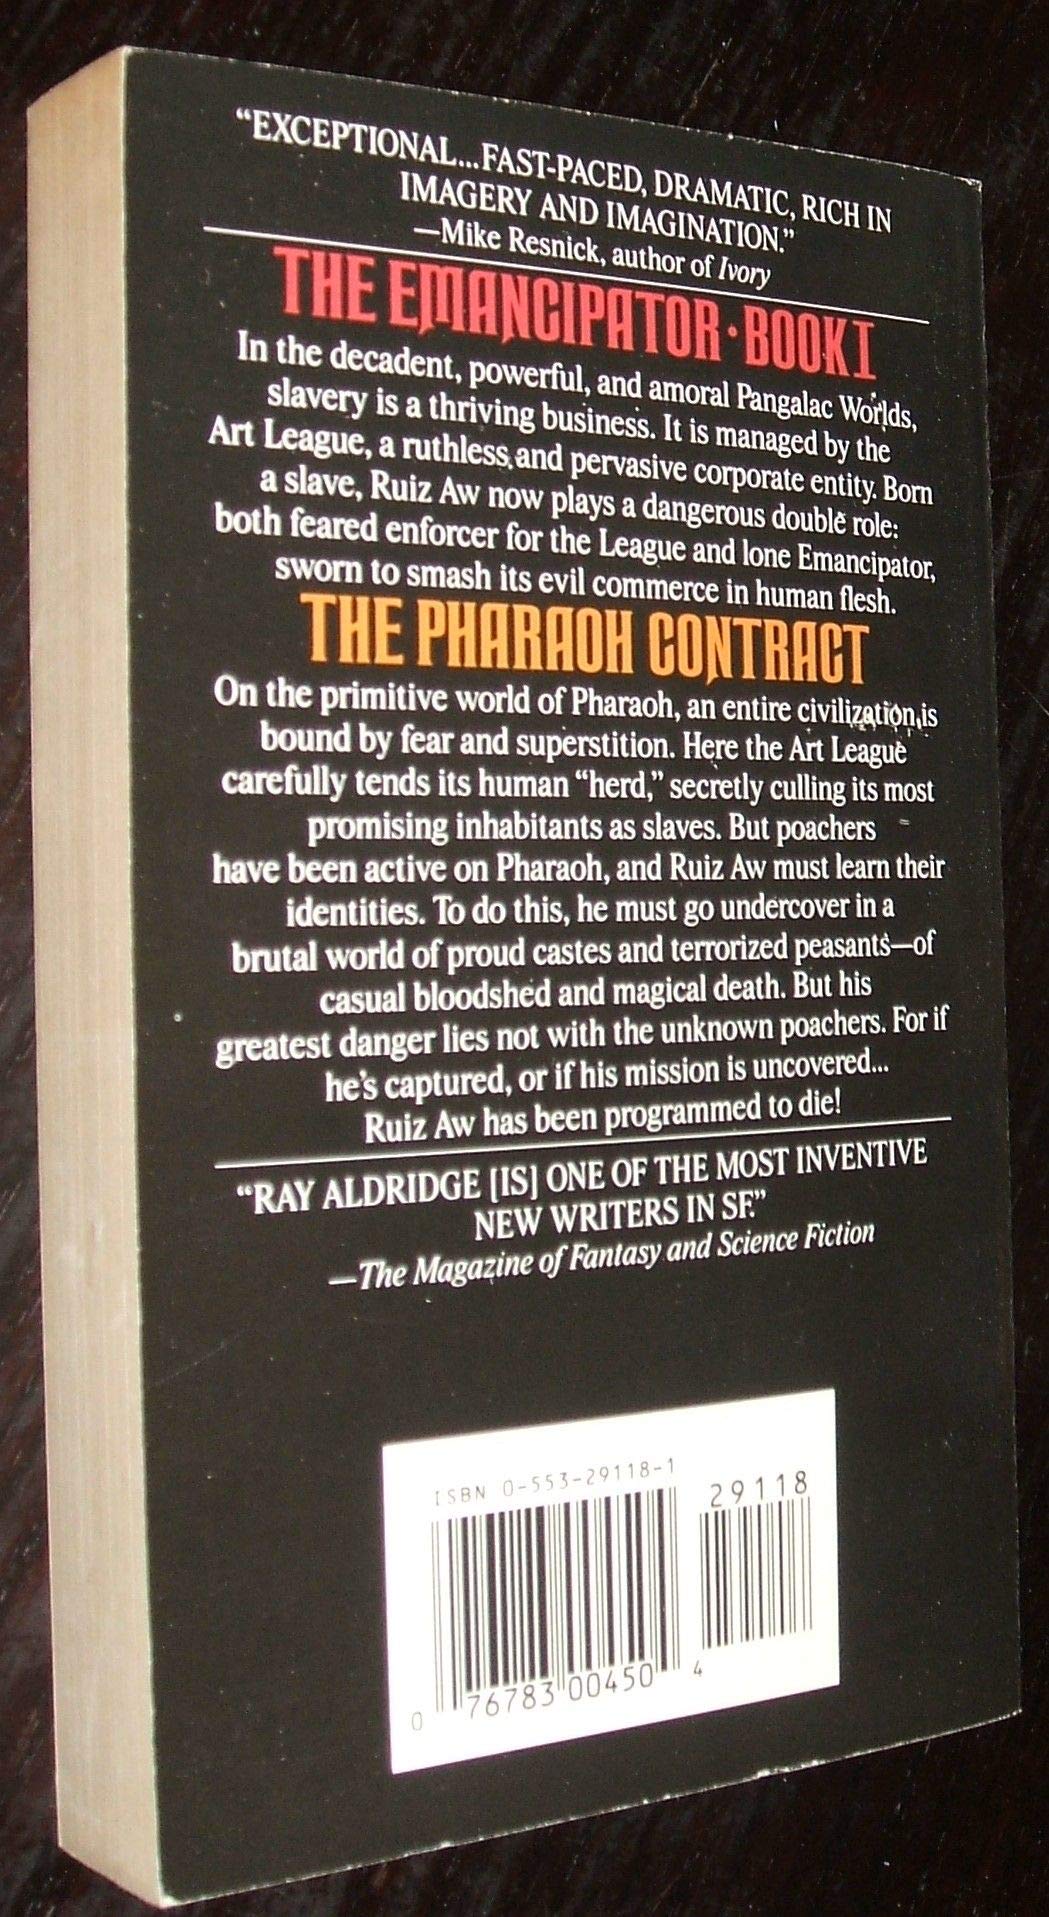 “EXCEPTIONAL...FAST-PACED, DRAMATIC, RICH IN
IMAGERY AND IMAGINATION.”
—Mike Resnick, author of Ivory
THE EMANCIPATOR · BOOK I
In the decadent, powerful, and amoral Pangalac Worlds,
slavery is a thriving business. It is managed by the
Art League, a ruthless and pervasive corporate entity. Born
a slave, Ruiz Aw now plays a dangerous double role:
both feared enforcer for the League and lone Emancipator,
sworn to smash its evil commerce in human flesh.
THE PHARAOH CONTRACT
On the primitive world of Pharaoh, an entire civilization is
bound by fear and superstition. Here the Art League
carefully tends its human “herd,” secretly culling its most
promising inhabitants as slaves. But poachers
have been active on Pharaoh, and Ruiz Aw must learn their
identities. To do this, he must go undercover in a
brutal world of proud castes and terrorized peasants—of
casual bloodshed and magical death. But his
greatest danger lies not with the unknown poachers. For if
he’s captured, or if his mission is uncovered...
Ruiz Aw has been programmed to die!
“RAY ALDRIDGE [IS] ONE OF THE MOST INVENTIVE
NEW WRITERS IN SF.”
—The Magazine of Fantasy and Science Fiction
ISBN 0-553-29118-1
29118
0 76783 00450 4